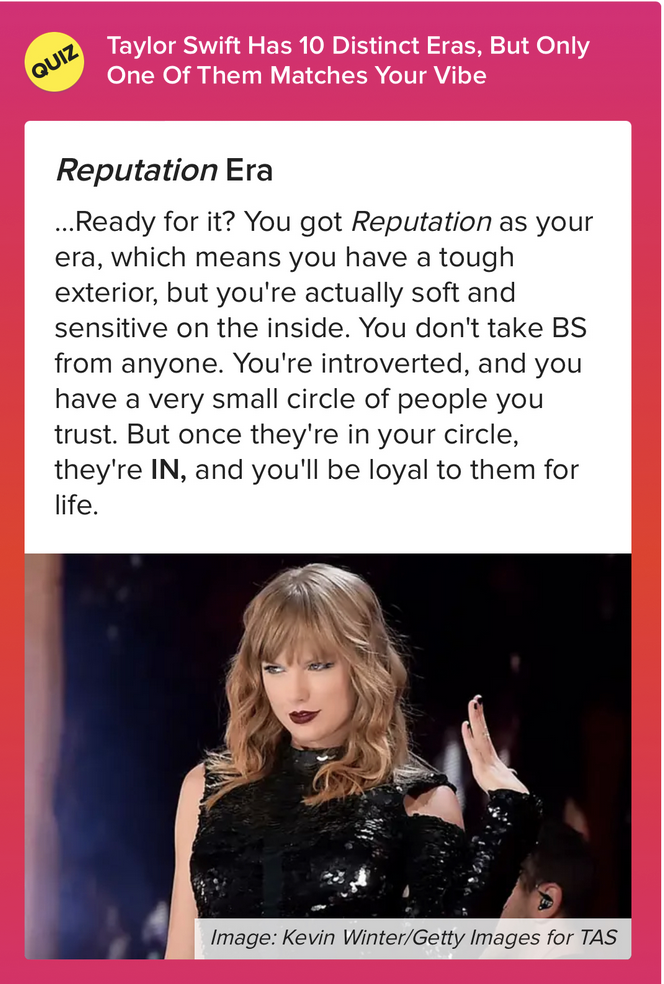 QUIZ
Taylor Swift Has 10 Distinct Eras, But Only
One Of Them Matches Your Vibe
Reputation Era
...Ready for it? You got Reputation as your
era, which means you have a tough
exterior, but you're actually soft and
sensitive on the inside. You don't take BS
from anyone. You're introverted, and you
have a very small circle of people you
trust. But once they're in your circle,
they're IN, and you'll be loyal to them for
life.
Image: Kevin Winter/Getty Images for TAS